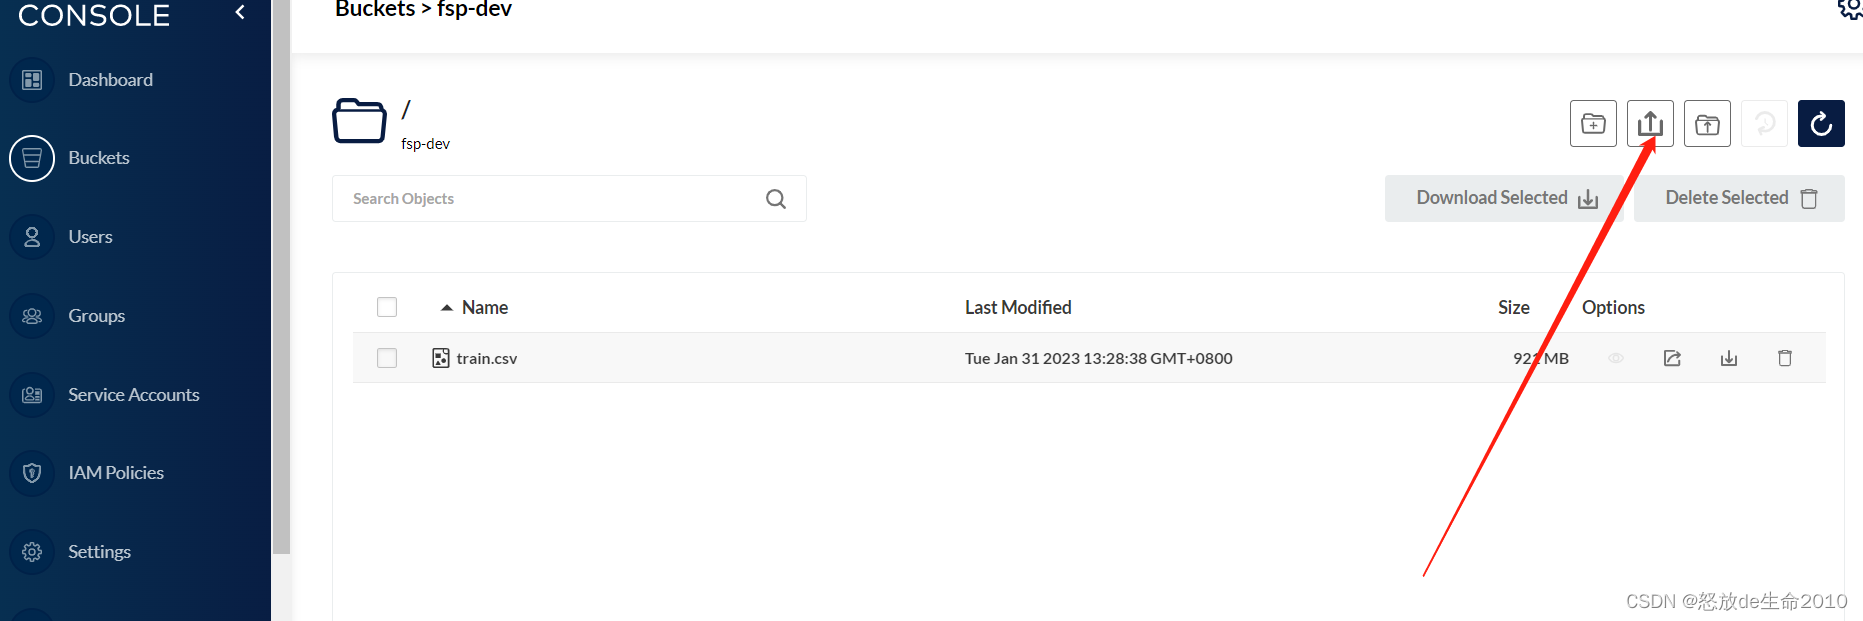 CONSOLE
Buckets > fsp-dev
Dashboard
Buckets
Users
Groups
Service Accounts
IAM Policies
Settings
/
fsp-dev
Search Objects
Download Selected
Delete Selected
Name Last Modified Size Options
train.csv Tue Jan 31 2023 13:28:38 GMT+0800 921 MB
CSDN @怒放de生命2010